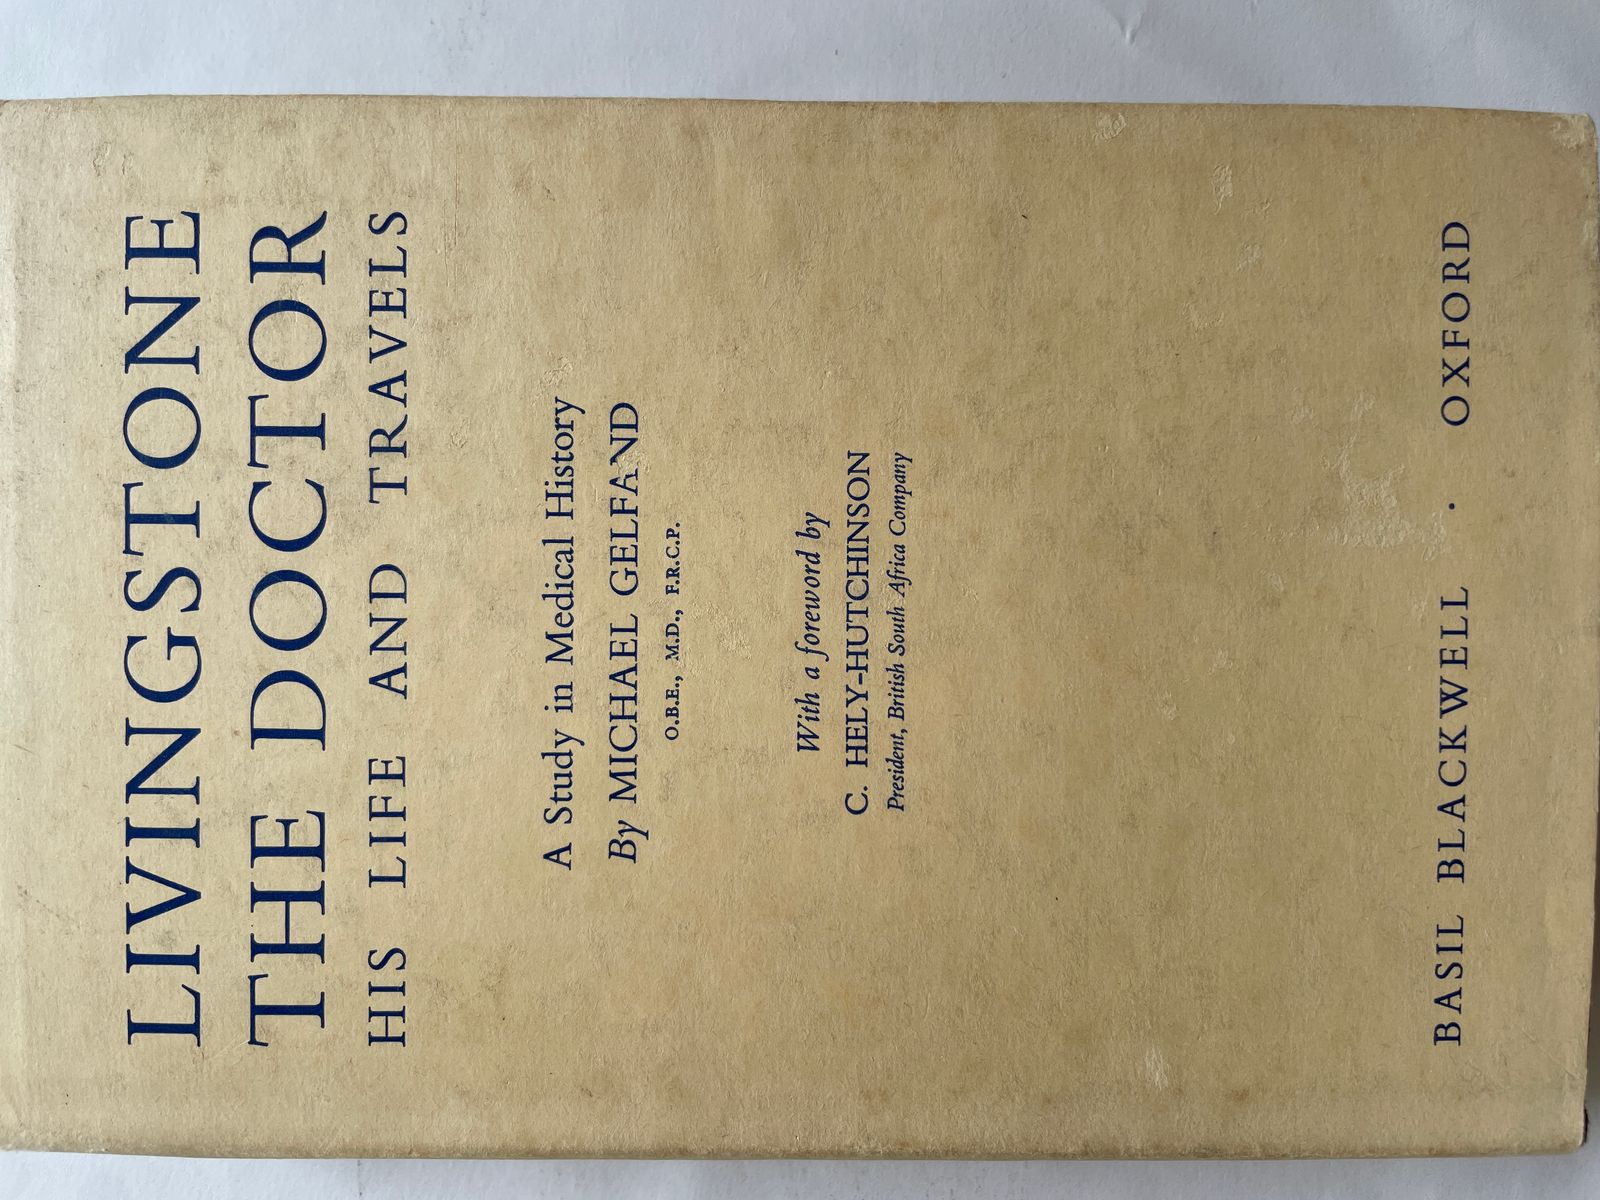 LIVINGSTONE
THE DOCTOR
HIS LIFE AND TRAVELS
A Study in Medical History
By MICHAEL GELFAND
O.B.E., M.D., F.R.C.P.
With a foreword by
C. HELY-HUTCHINSON
President, British South Africa Company
BASIL BLACKWELL · OXFORD